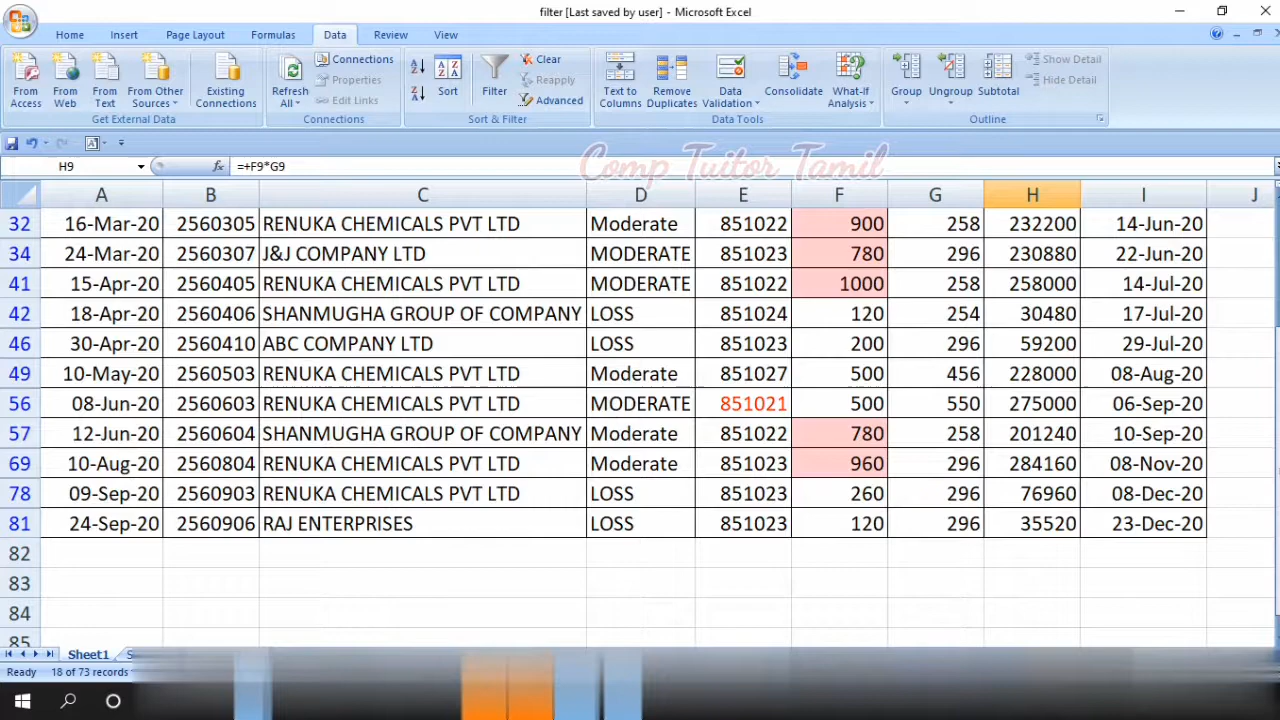 filter [Last saved by user] - Microsoft Excel
Home Insert Page Layout Formulas Data Review View
From Access
From Web
From Text
From Other Sources
Existing Connections
Get External Data
Refresh All
Connections
Properties
Edit Links
Connections
Sort
Filter
Clear
Reapply
Advanced
Sort & Filter
Text to Columns
Remove Duplicates
Data Validation
Consolidate
What-If Analysis
Data Tools
Group
Ungroup
Subtotal
Show Detail
Hide Detail
Outline
Comp Tuitor Tamil
H9 fx =+F9*G9
A B C D E F G H I J
32 16-Mar-20 2560305 RENUKA CHEMICALS PVT LTD Moderate 851022 900 258 232200 14-Jun-20
34 24-Mar-20 2560307 J&J COMPANY LTD MODERATE 851023 780 296 230880 22-Jun-20
41 15-Apr-20 2560405 RENUKA CHEMICALS PVT LTD MODERATE 851022 1000 258 258000 14-Jul-20
42 18-Apr-20 2560406 SHANMUGHA GROUP OF COMPANY LOSS 851024 120 254 30480 17-Jul-20
46 30-Apr-20 2560410 ABC COMPANY LTD LOSS 851023 200 296 59200 29-Jul-20
49 10-May-20 2560503 RENUKA CHEMICALS PVT LTD Moderate 851027 500 456 228000 08-Aug-20
56 08-Jun-20 2560603 RENUKA CHEMICALS PVT LTD MODERATE 851021 500 550 275000 06-Sep-20
57 12-Jun-20 2560604 SHANMUGHA GROUP OF COMPANY Moderate 851022 780 258 201240 10-Sep-20
69 10-Aug-20 2560804 RENUKA CHEMICALS PVT LTD Moderate 851023 960 296 284160 08-Nov-20
78 09-Sep-20 2560903 RENUKA CHEMICALS PVT LTD LOSS 851023 260 296 76960 08-Dec-20
81 24-Sep-20 2560906 RAJ ENTERPRISES LOSS 851023 120 296 35520 23-Dec-20
82
83
84
85
Sheet1 S
Ready 18 of 73 records